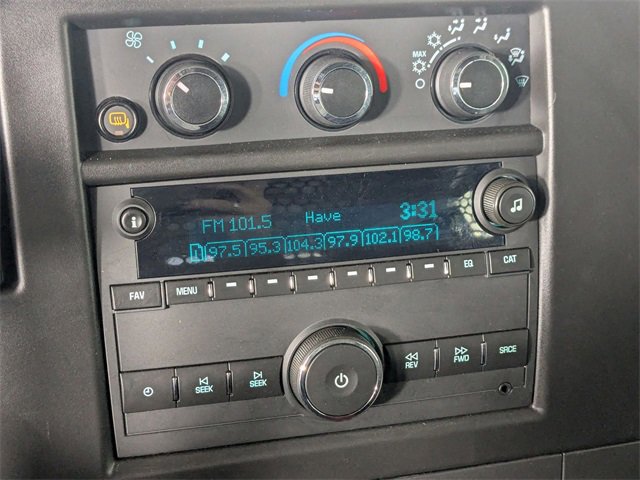 MAX
FM 101.5 Have 3:31
1 97.5 95.3 104.3 97.9 102.1 98.7
i
FAV MENU EQ CAT
SEEK SEEK REV FWD SRCE